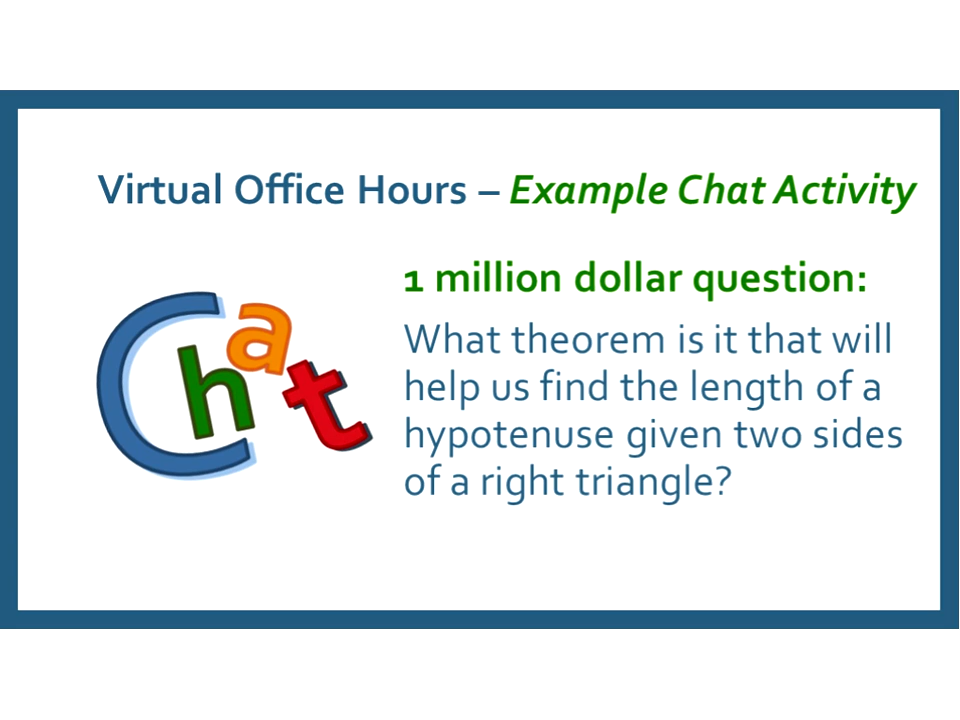 Virtual Office Hours – Example Chat Activity
1 million dollar question:
Chat
What theorem is it that will
help us find the length of a
hypotenuse given two sides
of a right triangle?